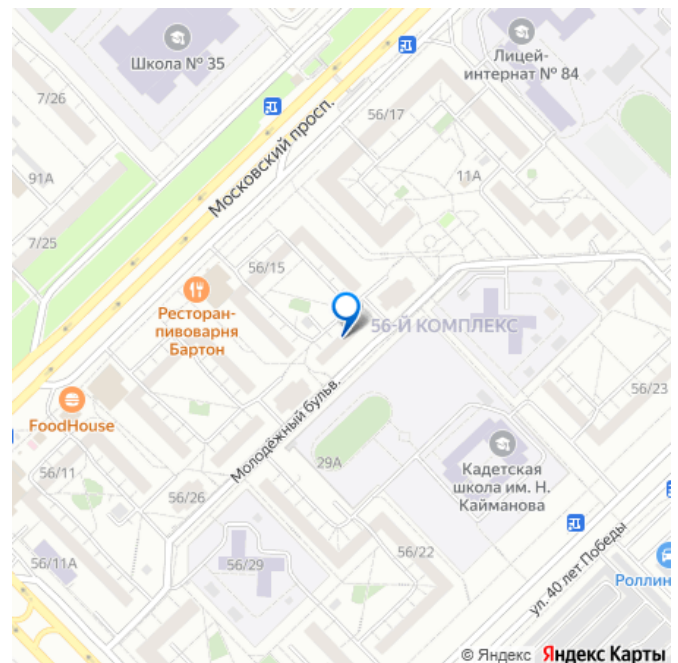 Школа № 35
Лицей-
интернат № 84
7/26
56/17
Московский просп.
91А
11А
7/25
56/15
Ресторан-
пивоварня
Бартон
56-Й КОМПЛЕКС
56/23
FoodHouse
Молодёжный бульв.
29А
Кадетская
школа им. Н.
Кайманова
56/11
56/26
56/22
ул. 40 лет Победы
56/11А
56/29
Роллин
© Яндекс Яндекс Карты